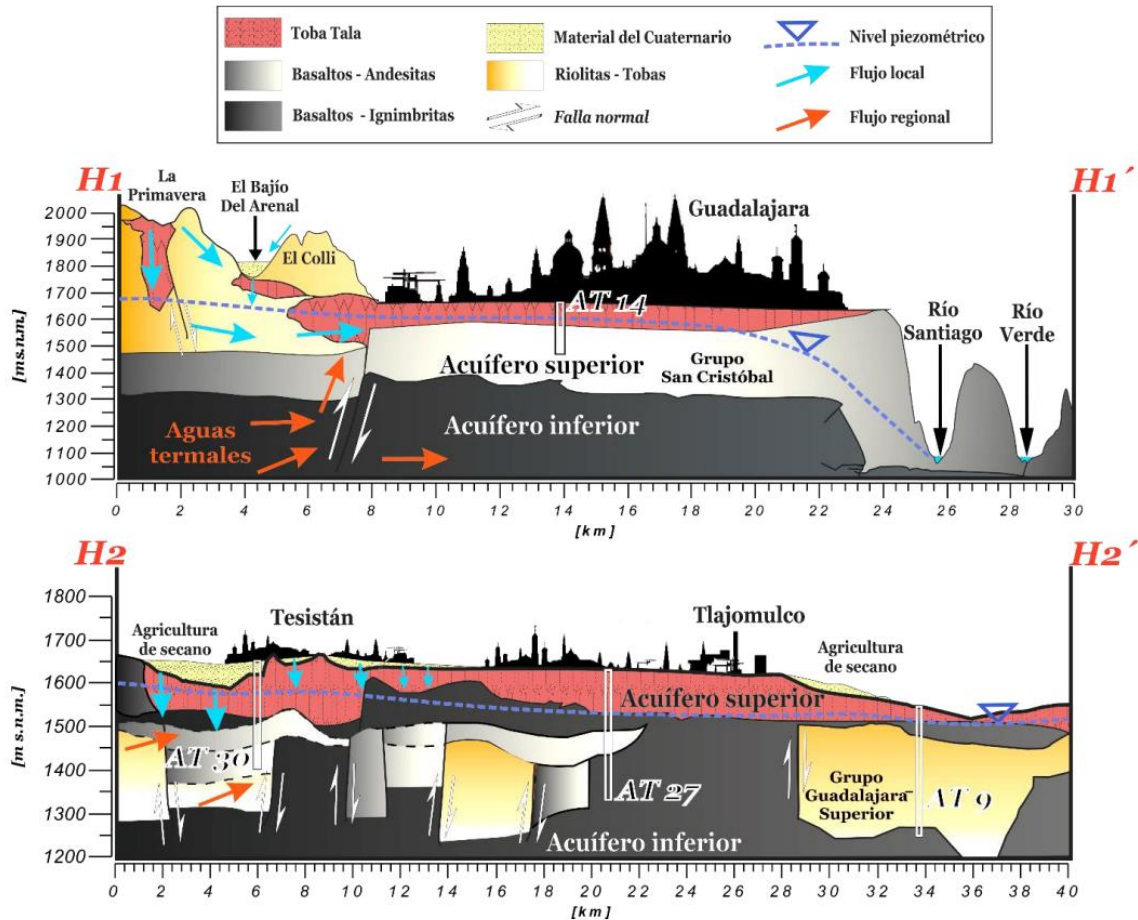 Toba Tala
Material del Cuaternario
Nivel piezométrico
Basaltos - Andesitas
Riolitas - Tobas
Flujo local
Basaltos - Ignimbritas
Falla normal
Flujo regional
H1
H1´
La
Primavera
El Bajío
Del Arenal
El Colli
Guadalajara
Río
Santiago
Río
Verde
[ms.n.m.]
2000
1900
1800
1700
1600
1500
1400
1300
1200
1100
1000
AT 14
Acuífero superior
Grupo
San Cristóbal
Acuífero inferior
Aguas
termales
0 2 4 6 8 10 12 14 16 18 20 22 24 26 28 30
[km]
H2
H2´
[m s.n.m..]
1800
1700
1600
1500
1400
1300
1200
Agricultura
de secano
Tesistán
Tlajomulco
Agricultura
de secano
Acuífero superior
AT 30
AT 27
Grupo
Guadalajara
Superior
AT 9
Acuífero inferior
0 2 4 6 8 10 12 14 16 18 20 22 24 26 28 30 32 34 36 38 40
[km]